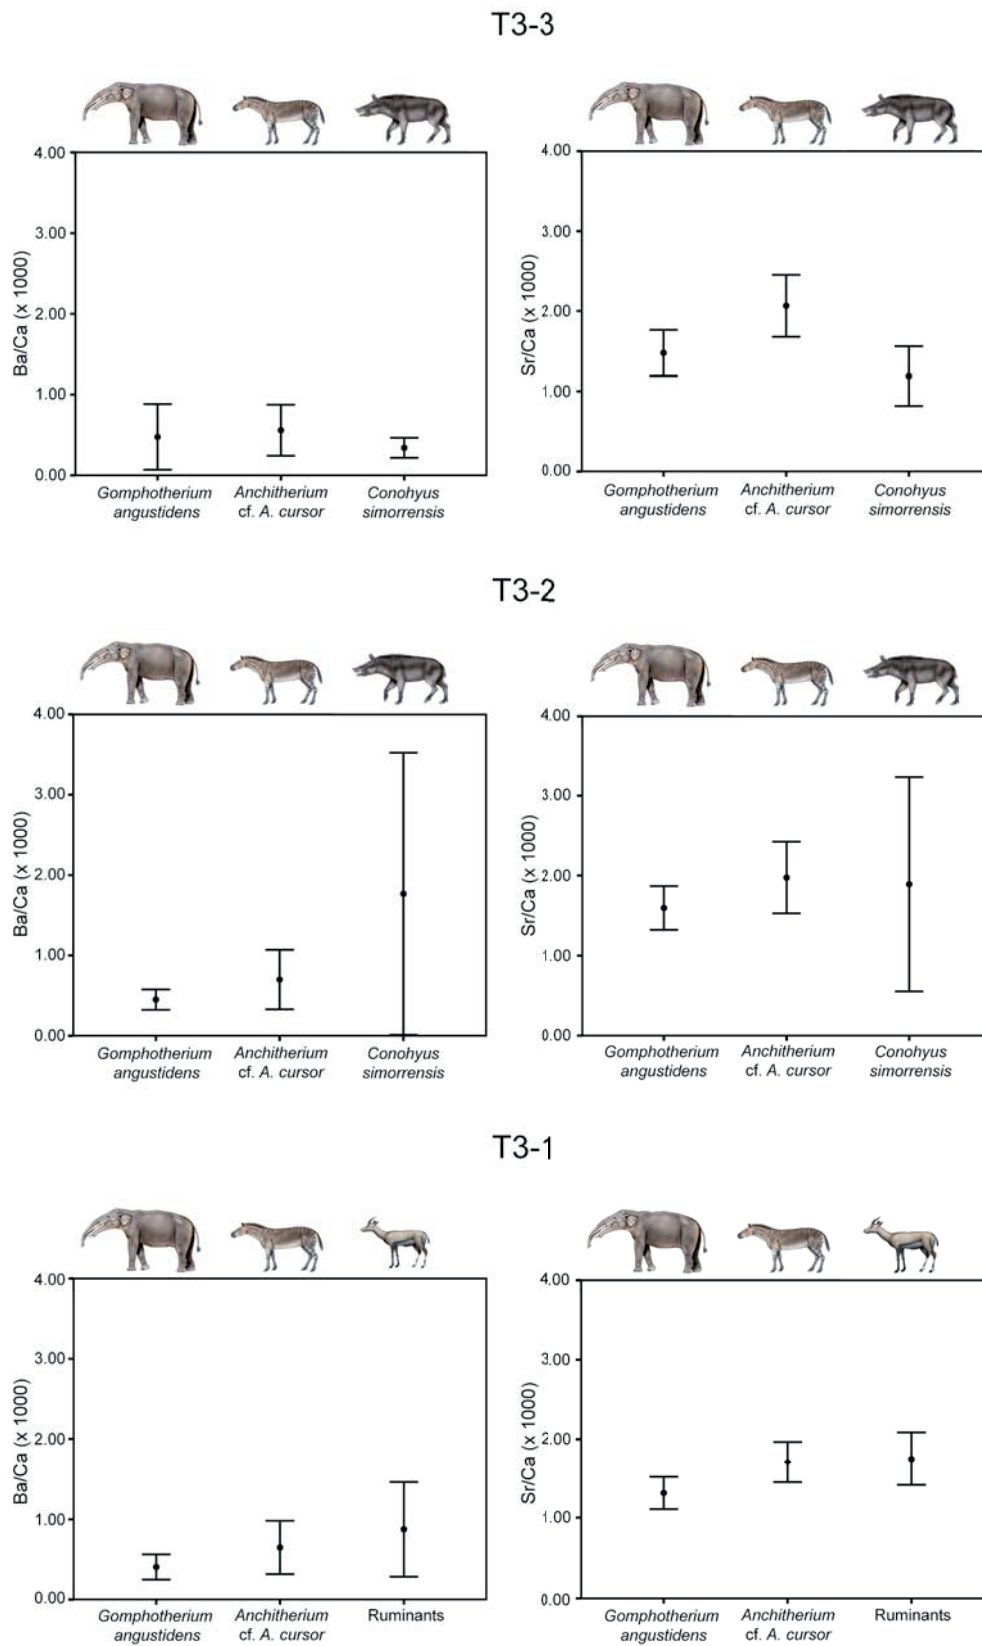 T3-3
4.00
3.00
2.00
1.00
0.00
Ba/Ca (x 1000)
Gomphotherium
angustidens
Anchitherium
cf. A. cursor
Conohyus
simorrensis
4.00
3.00
2.00
1.00
0.00
Sr/Ca (x 1000)
Gomphotherium
angustidens
Anchitherium
cf. A. cursor
Conohyus
simorrensis
T3-2
4.00
3.00
2.00
1.00
0.00
Ba/Ca (x 1000)
Gomphotherium
angustidens
Anchitherium
cf. A. cursor
Conohyus
simorrensis
4.00
3.00
2.00
1.00
0.00
Sr/Ca (x 1000)
Gomphotherium
angustidens
Anchitherium
cf. A. cursor
Conohyus
simorrensis
T3-1
4.00
3.00
2.00
1.00
0.00
Ba/Ca (x 1000)
Gomphotherium
angustidens
Anchitherium
cf. A. cursor
Ruminants
4.00
3.00
2.00
1.00
0.00
Sr/Ca (x 1000)
Gomphotherium
angustidens
Anchitherium
cf. A. cursor
Ruminants